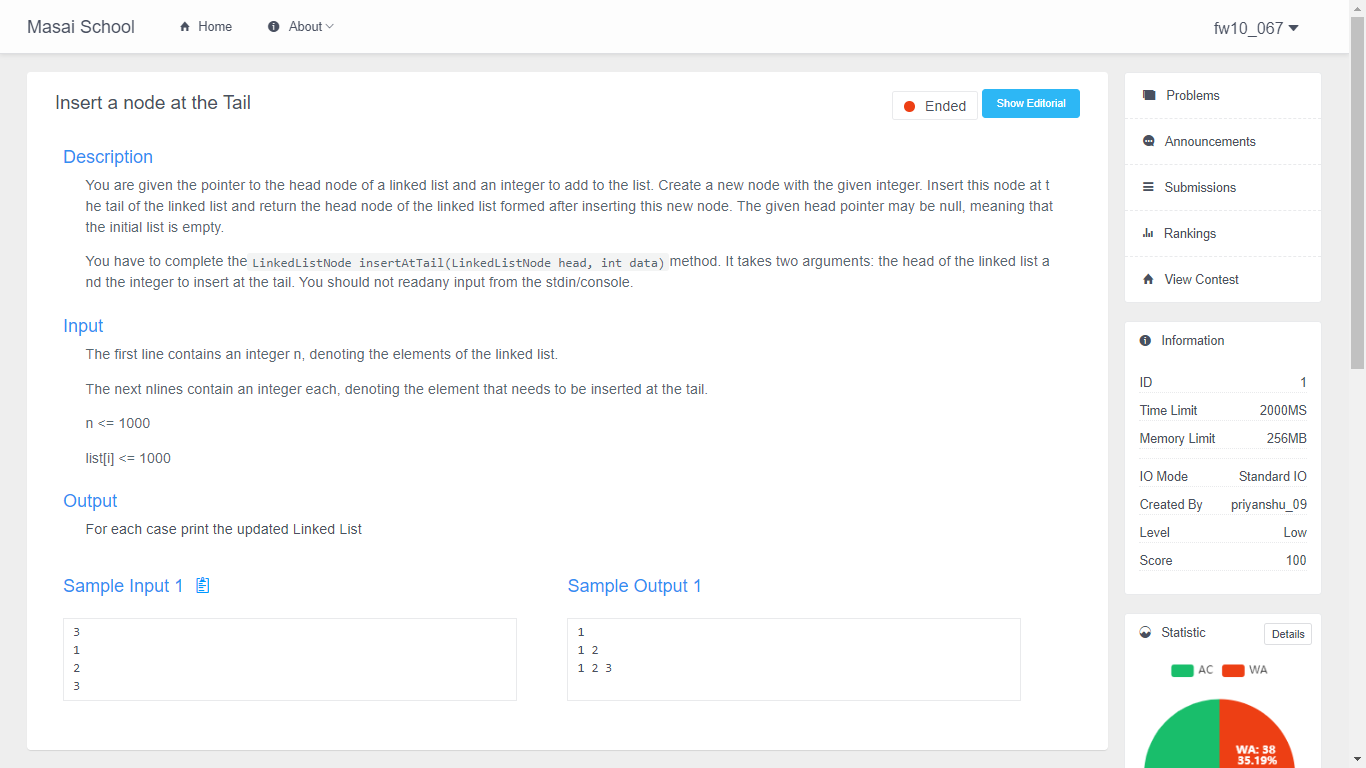 Masai School
Home
About
fw10_067
Insert a node at the Tail
Ended
Show Editorial
Description
You are given the pointer to the head node of a linked list and an integer to add to the list. Create a new node with the given integer. Insert this node at t
he tail of the linked list and return the head node of the linked list formed after inserting this new node. The given head pointer may be null, meaning that
the initial list is empty.
You have to complete the LinkedListNode insertAtTail(LinkedListNode head, int data) method. It takes two arguments: the head of the linked list a
nd the integer to insert at the tail. You should not readany input from the stdin/console.
Input
The first line contains an integer n, denoting the elements of the linked list.
The next nlines contain an integer each, denoting the element that needs to be inserted at the tail.
n <= 1000
list[i] <= 1000
Output
For each case print the updated Linked List
Sample Input 1
3
1
2
3
Sample Output 1
1
1 2
1 2 3
Problems
Announcements
Submissions
Rankings
View Contest
Information
ID 1
Time Limit 2000MS
Memory Limit 256MB
IO Mode Standard IO
Created By priyanshu_09
Level Low
Score 100
Statistic Details
AC WA
WA: 38
35.19%